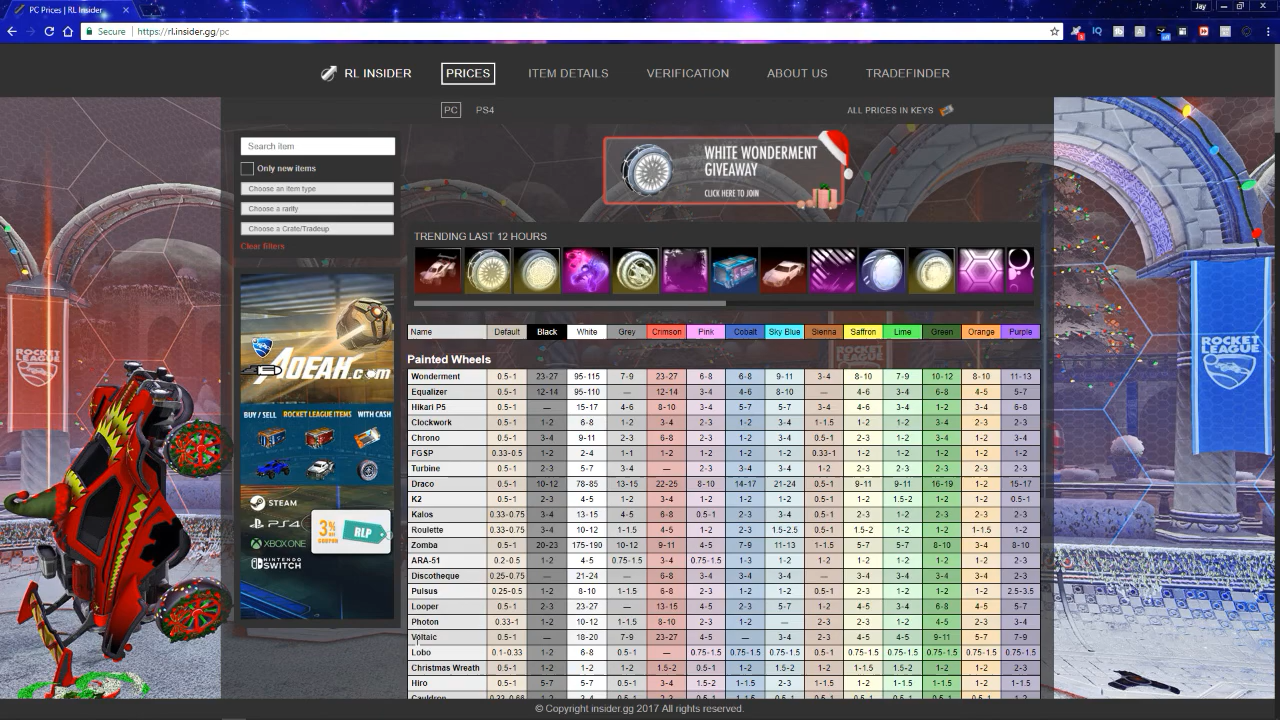 PC Prices | RL Insider
Jay
Secure
https://rl.insider.gg/pc
RL INSIDER
PRICES
ITEM DETAILS
VERIFICATION
ABOUT US
TRADEFINDER
PC
PS4
ALL PRICES IN KEYS
Search item
Only new items
Choose an item type
Choose a rarity
Choose a Crate/Tradeup
Clear filters
WHITE WONDERMENT
GIVEAWAY
CLICK HERE TO JOIN
TRENDING LAST 12 HOURS
AOEAH.com
BUY / SELL ROCKET LEAGUE ITEMS WITH CASH
STEAM
PS4
XBOX ONE
NINTENDO
SWITCH
3%
OFF
COUPON
RLP
ROCKET
LEAGUE
ROCKET
LEAGUE
Name Default Black White Grey Crimson Pink Cobalt Sky Blue Sienna Saffron Lime Green Orange Purple
Painted Wheels
Wonderment 0.5-1 23-27 95-115 7-9 23-27 6-8 6-8 9-11 3-4 8-10 7-9 10-12 8-10 11-13
Equalizer 0.5-1 12-14 95-110 — 12-14 3-4 4-6 8-10 — 4-6 3-4 6-8 4-5 5-7
Hikari P5 0.5-1 — 15-17 4-6 8-10 3-4 5-7 5-7 3-4 4-6 3-4 6-8 3-4 6-8
Clockwork 0.5-1 1-2 6-8 1-2 3-4 2-3 1-2 3-4 1-1.5 1-2 1-2 3-4 2-3 2-3
Chrono 0.5-1 3-4 9-11 2-3 6-8 2-3 1-2 3-4 0.5-1 2-3 1-2 3-4 1-2 3-4
FGSP 0.33-0.5 1-2 2-4 1-1 1-2 1-2 1-2 1-2 0.33-1 1-2 1-2 1-2 1-2 1-2
Turbine 0.5-1 2-3 5-7 3-4 — 2-3 2-3 3-4 1-2 2-3 2-3 2-3 2-3 2-3
Draco 0.5-1 10-12 78-85 13-15 22-25 8-10 14-17 21-24 5-6 9-11 9-11 16-19 9-10 15-17
K2 0.5-1 2-3 4-5 1-2 3-4 1-2 1-2 1-2 0.5-1 1-2 1.5-2 1-2 1-2 0.5-1
Kalos 0.33-0.75 3-4 13-15 4-5 6-8 0.5-1 2-3 3-4 0.5-1 2-3 1-2 2-3 1-2 2-3
Roulette 0.33-0.75 3-4 10-12 1-1.5 4-5 1-2 2-3 1.5-2.5 0.5-1 1.5-2 1-2 1-2 1-1.5 1-2
Zomba 0.5-1 20-23 175-190 10-12 9-11 4-5 7-9 11-13 1-1.5 5-7 5-7 8-10 3-4 8-10
ARA-51 0.2-0.5 1-2 4-5 0.75-1.5 3-4 0.75-1.5 1-3 1-2 1-2 1-2 1-2 1-2 1-2 1-2
Discotheque 0.25-0.75 — 21-24 — 6-8 3-4 3-4 3-4 — 3-4 3-4 3-4 3-4 2-3
Pulsus 0.25-0.5 1-2 8-10 1-1.5 6-8 2-3 1-2 3-4 1-2 2-3 2-3 2-3 1-2 2.5-3.5
Looper 0.5-1 2-3 23-27 — 13-15 4-5 2-3 5-7 1-2 4-5 3-4 6-8 4-5 5-7
Photon 0.33-1 1-2 10-12 1-1.5 8-10 2-3 1-2 — 1-2 2-3 1-2 4-5 2-3 3-4
Voltaic 0.5-1 — 18-20 7-9 23-27 4-5 — 3-4 2-3 4-5 4-5 9-11 5-7 7-9
Lobo 0.1-0.33 1-2 6-8 0.5-1 — 0.75-1.5 0.75-1.5 0.75-1.5 0.75-1.5 0.75-1.5 0.75-1.5 0.75-1.5 0.75-1.5 0.75-1.5
Christmas Wreath 0.5-1 1-2 1-2 1-2 1.5-2 0.5-1 1-2 1.5-2 1-2 1-1.5 1.5-2 1-2 1-2 2-3
Hiro 0.5-1 5-7 5-7 0.5-1 3-4 1.5-2 1-1.5 2-3 0.5-1 1-2 1-1.5 1-1.5 1-2 1-1.5
© Copyright insider.gg 2017 All rights reserved.